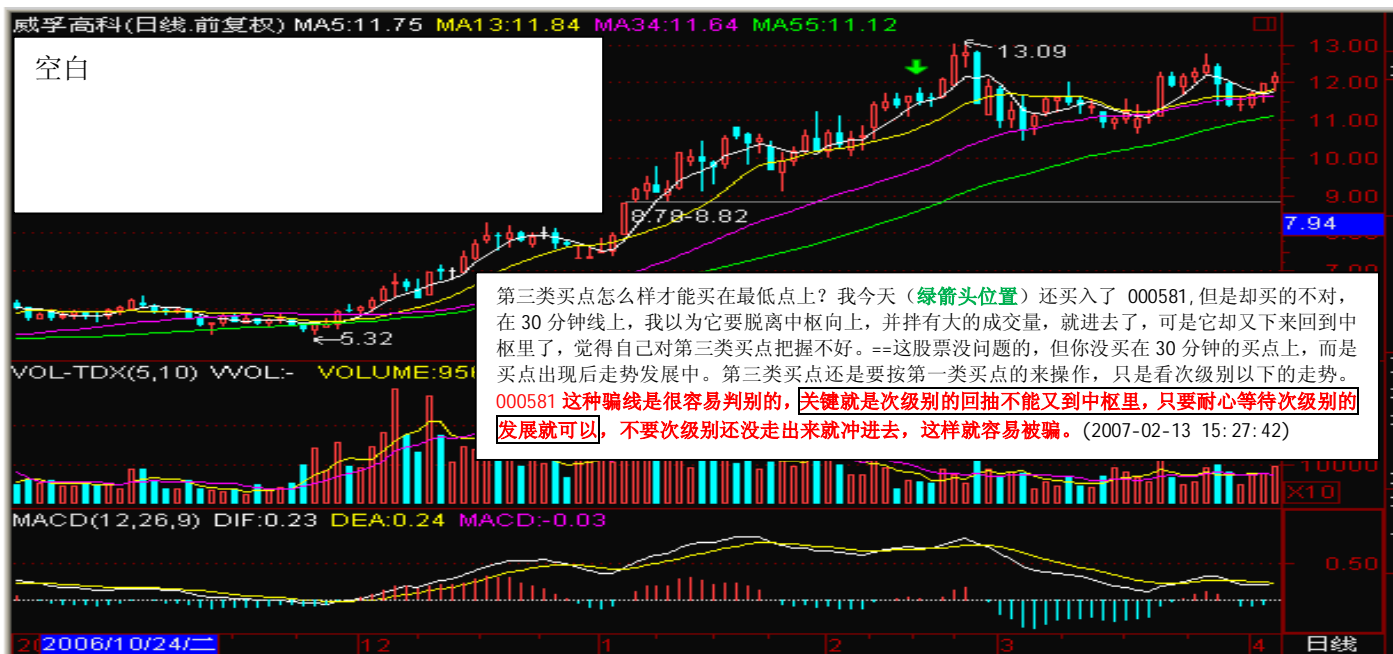 威孚高科(日线.前复权) MA5:11.75 MA13:11.84 MA34:11.64 MA55:11.12
空白
13.09
13.00
12.00
11.00
10.00
9.00
8.78-8.82
7.94
5.32
第三类买点怎么样才能买在最低点上？我今天（绿箭头位置）还买入了 000581,但是却买的不对，
在 30 分钟线上，我以为它要脱离中枢向上，并拌有大的成交量，就进去了，可是它却又下来回到中
枢里了，觉得自己对第三类买点把握不好。==这股票没问题的，但你没买在 30 分钟的买点上，而是
买点出现后走势发展中。第三类买点还是要按第一类买点的来操作，只是看次级别以下的走势。
000581 这种骗线是很容易判别的，关键就是次级别的回抽不能又到中枢里，只要耐心等待次级别的
发展就可以，不要次级别还没走出来就冲进去，这样就容易被骗。(2007-02-13 15:27:42)
VOL-TDX(5,10) VVOL:- VOLUME:956
10000
X10
MACD(12,26,9) DIF:0.23 DEA:0.24 MACD:-0.03
0.50
2006/10/24/二 12 1 2 3 4 日线